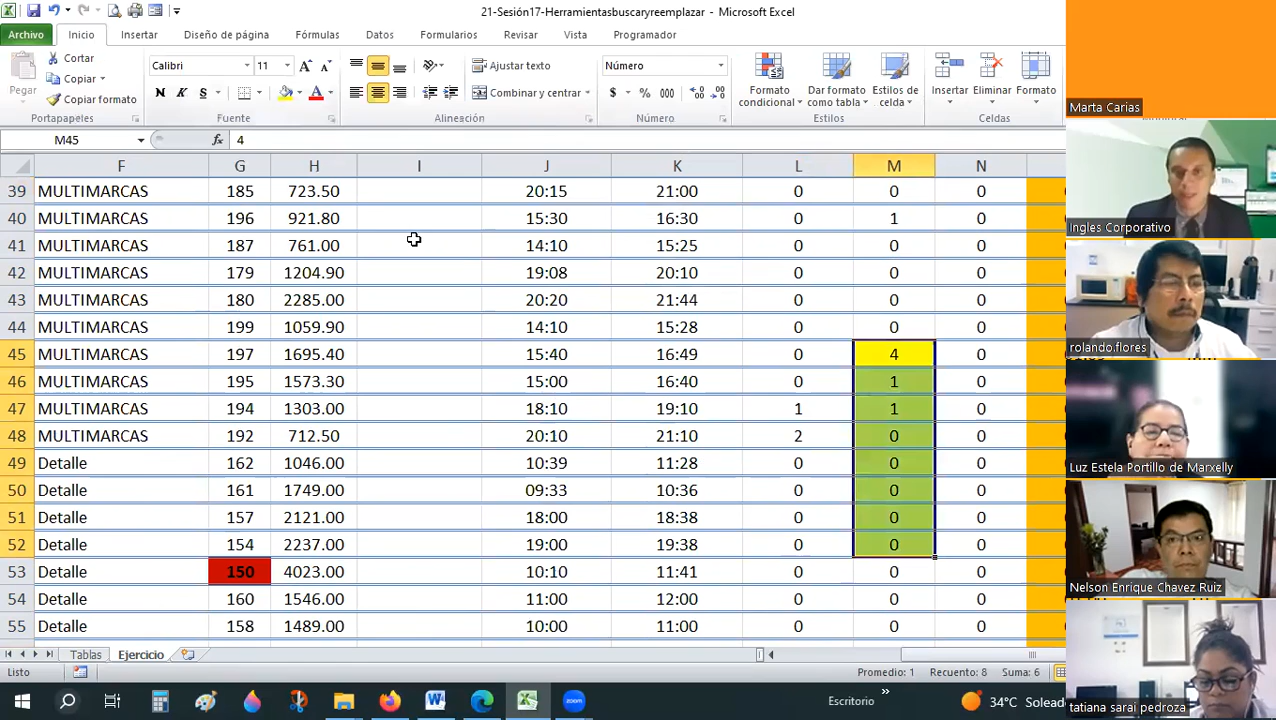 21-Sesión17-Herramientasbuscaryreemplazar - Microsoft Excel
Archivo Inicio Insertar Diseño de página Fórmulas Datos Formularios Revisar Vista Programador
Pegar
Cortar
Copiar
Copiar formato
Portapapeles
Calibri 11
N K S A
Fuente
Ajustar texto
Combinar y centrar
Alineación
Número
$ % 000
Número
Formato condicional
Dar formato como tabla
Estilos de celda
Estilos
Insertar Eliminar Formato
Celdas
M45 fx 4
F G H I J K L M N
39 MULTIMARCAS 185 723.50 20:15 21:00 0 0 0
40 MULTIMARCAS 196 921.80 15:30 16:30 0 1 0
41 MULTIMARCAS 187 761.00 14:10 15:25 0 0 0
42 MULTIMARCAS 179 1204.90 19:08 20:10 0 0 0
43 MULTIMARCAS 180 2285.00 20:20 21:44 0 0 0
44 MULTIMARCAS 199 1059.90 14:10 15:28 0 0 0
45 MULTIMARCAS 197 1695.40 15:40 16:49 0 4 0
46 MULTIMARCAS 195 1573.30 15:00 16:40 0 1 0
47 MULTIMARCAS 194 1303.00 18:10 19:10 1 1 0
48 MULTIMARCAS 192 712.50 20:10 21:10 2 0 0
49 Detalle 162 1046.00 10:39 11:28 0 0 0
50 Detalle 161 1749.00 09:33 10:36 0 0 0
51 Detalle 157 2121.00 18:00 18:38 0 0 0
52 Detalle 154 2237.00 19:00 19:38 0 0 0
53 Detalle 150 4023.00 10:10 11:41 0 0 0
54 Detalle 160 1546.00 11:00 12:00 0 0 0
55 Detalle 158 1489.00 10:00 11:00 0 0 0
Tablas Ejercicio
Listo Promedio: 1 Recuento: 8 Suma: 6
Escritorio » 34°C Soleado
Marta Carias
Ingles Corporativo
rolando.flores
Luz Estela Portillo de Marxelly
Nelson Enrique Chavez Ruiz
tatiana sarai pedroza